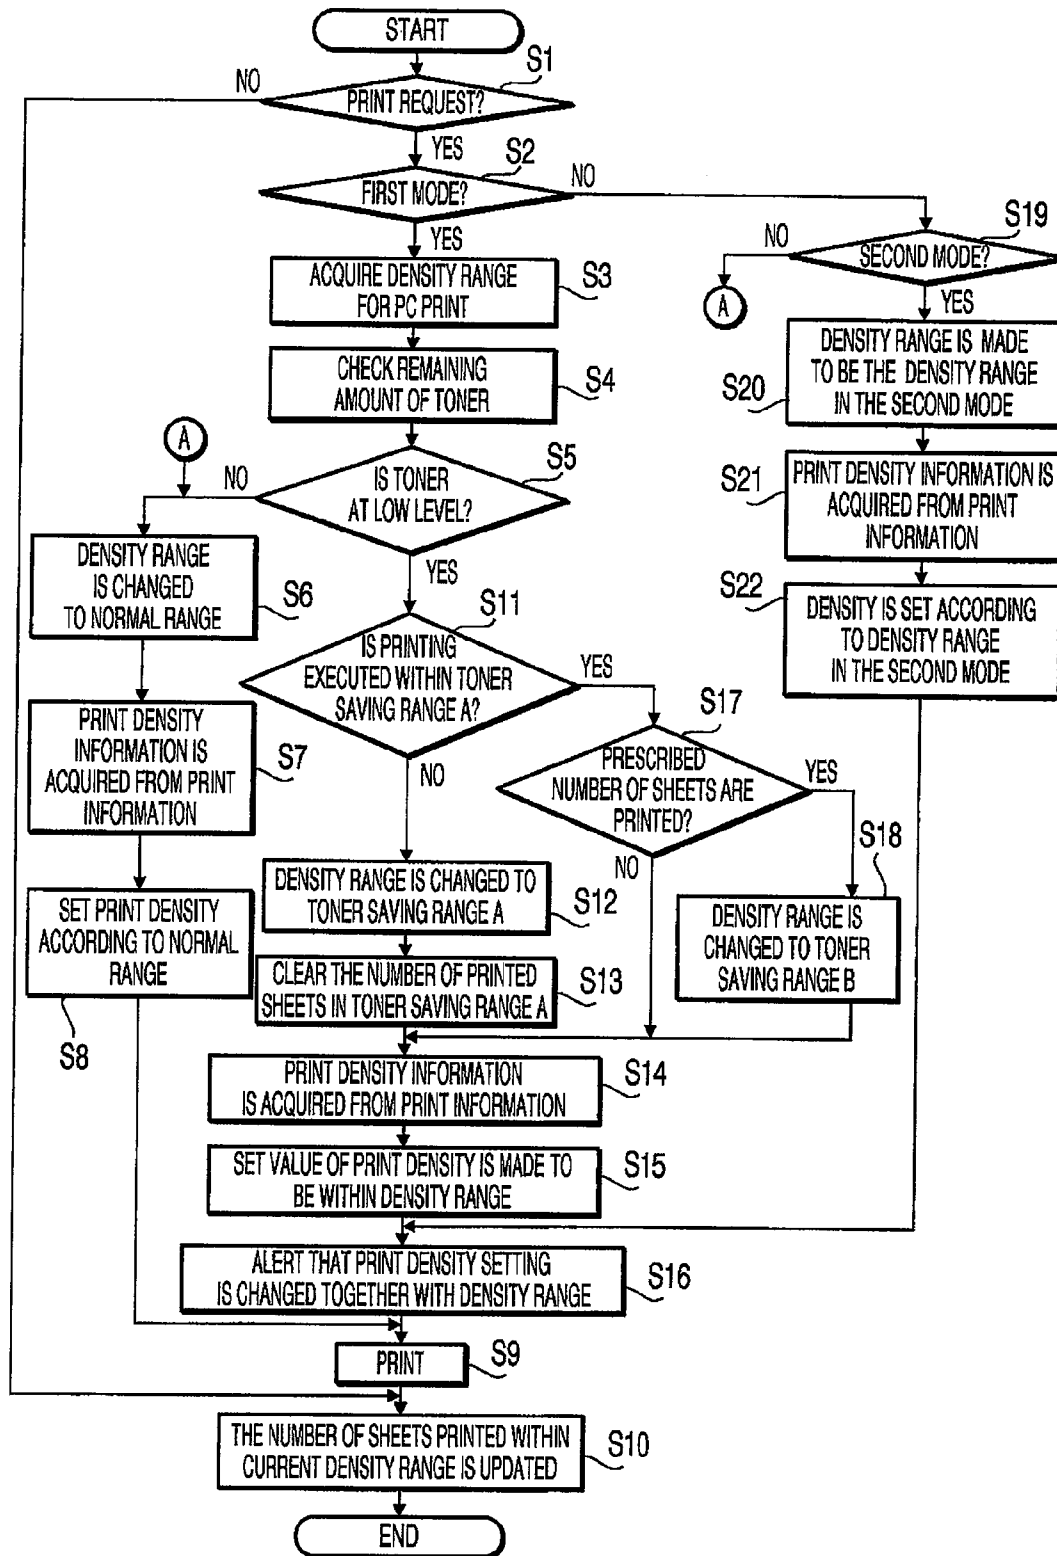 START
S1
NO
PRINT REQUEST?
YES
S2
FIRST MODE?
NO
YES
S19
NO
SECOND MODE?
A
YES
S3
ACQUIRE DENSITY RANGE
FOR PC PRINT
S4
CHECK REMAINING
AMOUNT OF TONER
S20
DENSITY RANGE IS MADE
TO BE THE DENSITY RANGE
IN THE SECOND MODE
A
S5
NO
IS TONER
AT LOW LEVEL?
YES
S21
PRINT DENSITY INFORMATION IS
ACQUIRED FROM PRINT
INFORMATION
S22
DENSITY IS SET ACCORDING
TO DENSITY RANGE
IN THE SECOND MODE
DENSITY RANGE
IS CHANGED
TO NORMAL RANGE
S6
S11
IS PRINTING
EXECUTED WITHIN TONER
SAVING RANGE A?
YES
NO
S17
PRESCRIBED
NUMBER OF SHEETS ARE
PRINTED?
YES
NO
S18
PRINT DENSITY
INFORMATION IS
ACQUIRED FROM PRINT
INFORMATION
S7
DENSITY RANGE IS CHANGED TO
TONER SAVING RANGE A
S12
DENSITY RANGE IS
CHANGED TO TONER
SAVING RANGE B
SET PRINT DENSITY
ACCORDING TO NORMAL
RANGE
S8
CLEAR THE NUMBER OF PRINTED
SHEETS IN TONER SAVING RANGE A
S13
PRINT DENSITY INFORMATION
IS ACQUIRED FROM PRINT INFORMATION
S14
SET VALUE OF PRINT DENSITY IS MADE TO
BE WITHIN DENSITY RANGE
S15
ALERT THAT PRINT DENSITY SETTING
IS CHANGED TOGETHER WITH DENSITY RANGE
S16
PRINT
S9
THE NUMBER OF SHEETS PRINTED WITHIN
CURRENT DENSITY RANGE IS UPDATED
S10
END